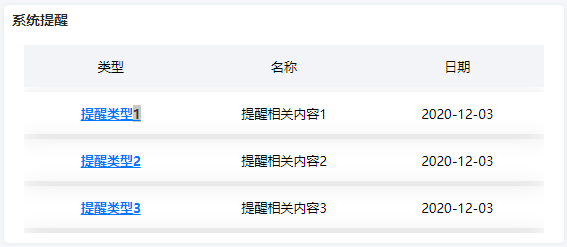 系统提醒
类型 名称 日期
提醒类型1 提醒相关内容1 2020-12-03
提醒类型2 提醒相关内容2 2020-12-03
提醒类型3 提醒相关内容3 2020-12-03